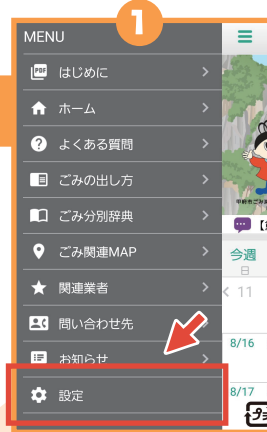 1
MENU
PDF はじめに
ホーム
よくある質問
ごみの出し方
ごみ分別辞典
ごみ関連MAP
関連業者
問い合わせ先
お知らせ
設定
今週
日
11
8/16
8/17